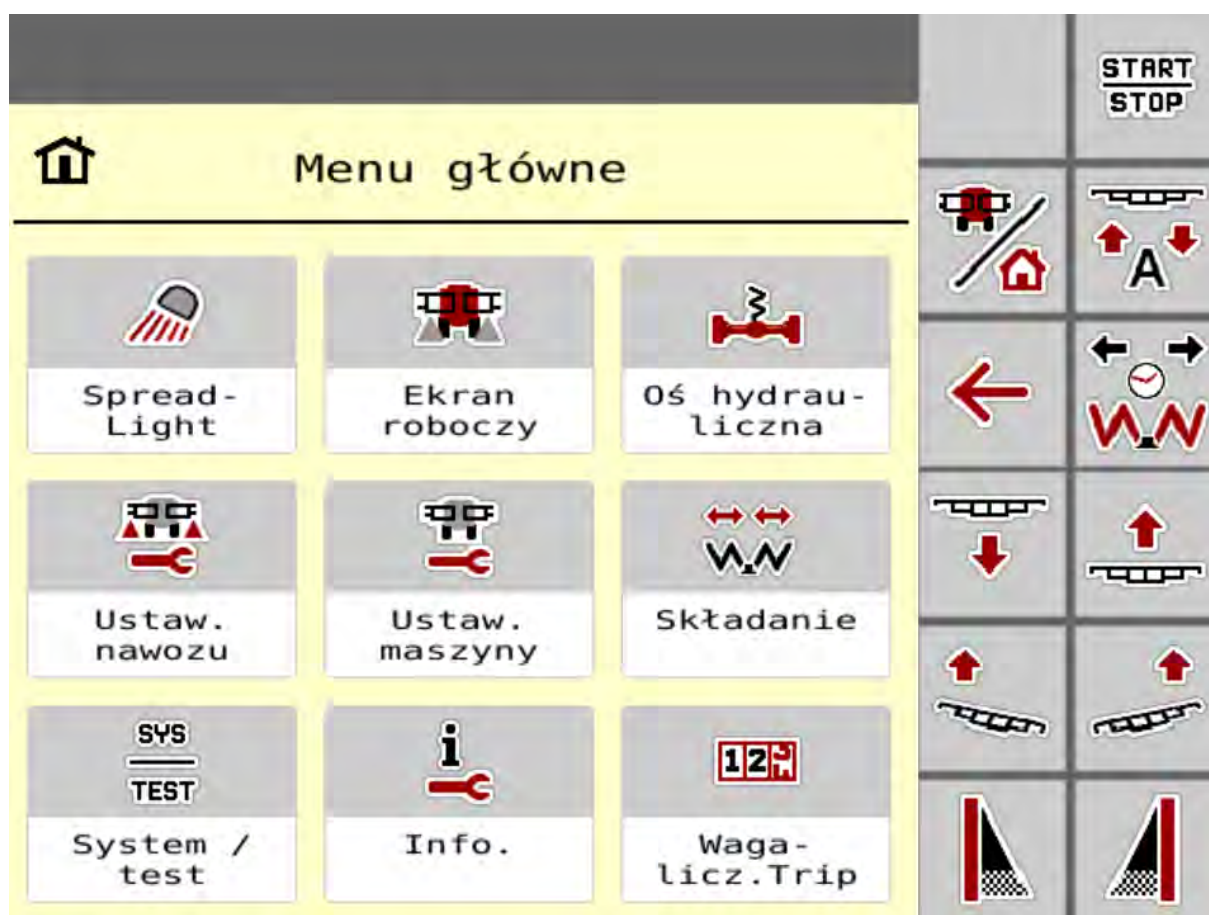 START
STOP
Menu główne
A
Spread-
Light
Ekran
roboczy
Oś hydrau-
liczna
Ustaw.
nawozu
Ustaw.
maszyny
Składanie
SYS
TEST
i
12
System /
test
Info.
Waga-
licz.Trip